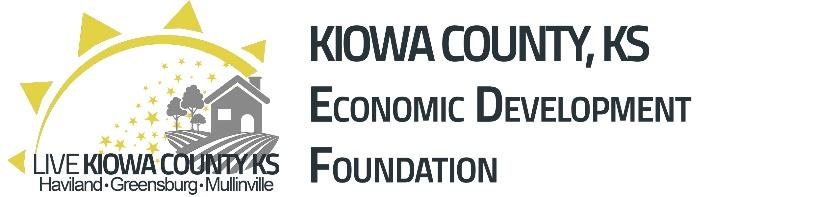 LIVE KIOWA COUNTY KS
Haviland•Greensburg•Mullinville
KIOWA COUNTY, KS
ECONOMIC DEVELOPMENT
FOUNDATION